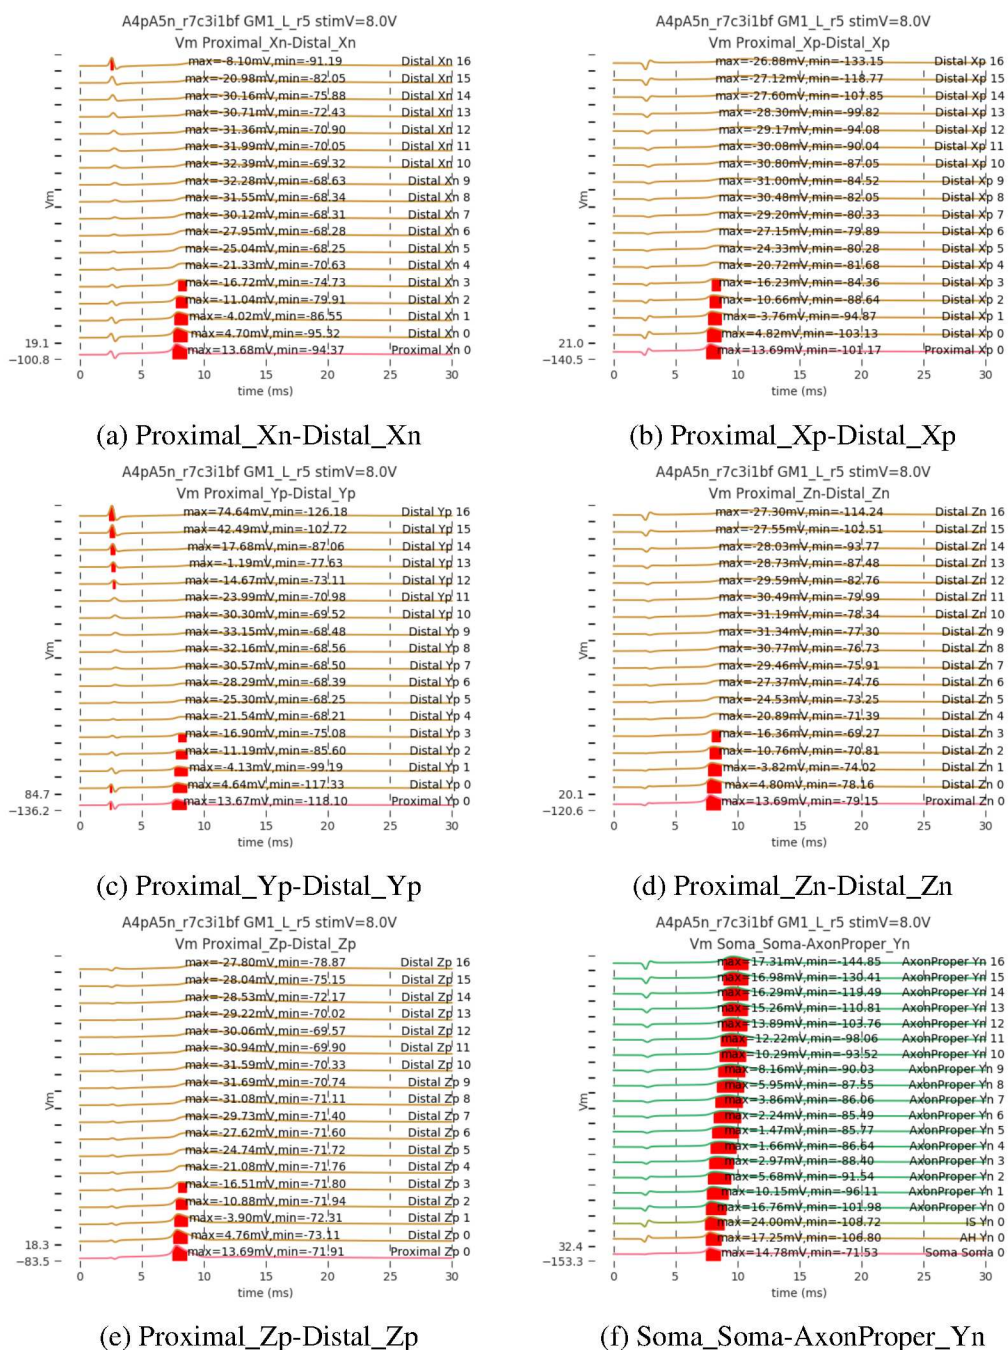 A4pA5n_r7c3i1bf GM1_L_r5 stimV=8.0V
Vm Proximal_Xn-Distal_Xn
max=-8.10mV,min=-91.19 Distal Xn 16
max=-20.98mV,min=-82.05 Distal Xn 15
max=-30.16mV,min=-75.88 Distal Xn 14
max=-30.71mV,min=-72.43 Distal Xn 13
max=-31.36mV,min=-70.90 Distal Xn 12
max=-31.99mV,min=-70.05 Distal Xn 11
max=-32.39mV,min=-69.32 Distal Xn 10
max=-32.28mV,min=-68.63 Distal Xn 9
max=-31.55mV,min=-68.34 Distal Xn 8
max=-30.12mV,min=-68.31 Distal Xn 7
max=-27.95mV,min=-68.28 Distal Xn 6
max=-25.04mV,min=-68.25 Distal Xn 5
max=-21.33mV,min=-70.63 Distal Xn 4
max=-16.72mV,min=-74.73 Distal Xn 3
max=-11.04mV,min=-79.91 Distal Xn 2
max=-4.02mV,min=-86.55 Distal Xn 1
max=4.70mV,min=-95.32 Distal Xn 0
max=13.68mV,min=-94.37 Proximal Xn 0
Vm
19.1
−100.8
0 5 10 15 20 25 30
time (ms)
(a) Proximal_Xn-Distal_Xn
A4pA5n_r7c3i1bf GM1_L_r5 stimV=8.0V
Vm Proximal_Xp-Distal_Xp
max=-26.88mV,min=-133.15 Distal Xp 16
max=-27.12mV,min=-118.77 Distal Xp 15
max=-27.60mV,min=-107.85 Distal Xp 14
max=-28.30mV,min=-99.82 Distal Xp 13
max=-29.17mV,min=-94.08 Distal Xp 12
max=-30.08mV,min=-90.04 Distal Xp 11
max=-30.80mV,min=-87.05 Distal Xp 10
max=-31.00mV,min=-84.52 Distal Xp 9
max=-30.48mV,min=-82.05 Distal Xp 8
max=-29.20mV,min=-80.33 Distal Xp 7
max=-27.15mV,min=-79.89 Distal Xp 6
max=-24.33mV,min=-80.28 Distal Xp 5
max=-20.72mV,min=-81.68 Distal Xp 4
max=-16.23mV,min=-84.36 Distal Xp 3
max=-10.66mV,min=-88.64 Distal Xp 2
max=-3.76mV,min=-94.87 Distal Xp 1
max=4.82mV,min=-103.13 Distal Xp 0
max=13.69mV,min=-101.17 Proximal Xp 0
Vm
21.0
−140.5
0 5 10 15 20 25 30
time (ms)
(b) Proximal_Xp-Distal_Xp
A4pA5n_r7c3i1bf GM1_L_r5 stimV=8.0V
Vm Proximal_Yp-Distal_Yp
max=74.64mV,min=-126.18 Distal Yp 16
max=42.49mV,min=-102.72 Distal Yp 15
max=17.68mV,min=-87.06 Distal Yp 14
max=-1.19mV,min=-77.63 Distal Yp 13
max=-14.67mV,min=-73.11 Distal Yp 12
max=-23.99mV,min=-70.98 Distal Yp 11
max=-30.30mV,min=-69.52 Distal Yp 10
max=-33.15mV,min=-68.48 Distal Yp 9
max=-32.16mV,min=-68.56 Distal Yp 8
max=-30.57mV,min=-68.50 Distal Yp 7
max=-28.29mV,min=-68.39 Distal Yp 6
max=-25.30mV,min=-68.25 Distal Yp 5
max=-21.54mV,min=-68.21 Distal Yp 4
max=-16.90mV,min=-75.08 Distal Yp 3
max=-11.19mV,min=-85.60 Distal Yp 2
max=-4.13mV,min=-99.19 Distal Yp 1
max=4.64mV,min=-117.33 Distal Yp 0
max=13.67mV,min=-118.10 Proximal Yp 0
Vm
84.7
−136.2
0 5 10 15 20 25 30
time (ms)
(c) Proximal_Yp-Distal_Yp
A4pA5n_r7c3i1bf GM1_L_r5 stimV=8.0V
Vm Proximal_Zn-Distal_Zn
max=-27.30mV,min=-114.24 Distal Zn 16
max=-27.55mV,min=-102.51 Distal Zn 15
max=-28.03mV,min=-93.77 Distal Zn 14
max=-28.73mV,min=-87.48 Distal Zn 13
max=-29.59mV,min=-82.76 Distal Zn 12
max=-30.49mV,min=-79.99 Distal Zn 11
max=-31.19mV,min=-78.34 Distal Zn 10
max=-31.34mV,min=-77.30 Distal Zn 9
max=-30.77mV,min=-76.73 Distal Zn 8
max=-29.46mV,min=-75.91 Distal Zn 7
max=-27.37mV,min=-74.76 Distal Zn 6
max=-24.53mV,min=-73.25 Distal Zn 5
max=-20.89mV,min=-71.39 Distal Zn 4
max=-16.36mV,min=-69.27 Distal Zn 3
max=-10.76mV,min=-70.81 Distal Zn 2
max=-3.82mV,min=-74.02 Distal Zn 1
max=4.80mV,min=-78.16 Distal Zn 0
max=13.69mV,min=-79.15 Proximal Zn 0
Vm
20.1
−120.6
0 5 10 15 20 25 30
time (ms)
(d) Proximal_Zn-Distal_Zn
A4pA5n_r7c3i1bf GM1_L_r5 stimV=8.0V
Vm Proximal_Zp-Distal_Zp
max=-27.80mV,min=-78.87 Distal Zp 16
max=-28.04mV,min=-75.15 Distal Zp 15
max=-28.53mV,min=-72.17 Distal Zp 14
max=-29.22mV,min=-70.02 Distal Zp 13
max=-30.06mV,min=-69.57 Distal Zp 12
max=-30.94mV,min=-69.90 Distal Zp 11
max=-31.59mV,min=-70.33 Distal Zp 10
max=-31.69mV,min=-70.74 Distal Zp 9
max=-31.08mV,min=-71.11 Distal Zp 8
max=-29.73mV,min=-71.40 Distal Zp 7
max=-27.62mV,min=-71.60 Distal Zp 6
max=-24.74mV,min=-71.72 Distal Zp 5
max=-21.08mV,min=-71.76 Distal Zp 4
max=-16.51mV,min=-71.80 Distal Zp 3
max=-10.88mV,min=-71.94 Distal Zp 2
max=-3.90mV,min=-72.31 Distal Zp 1
max=4.76mV,min=-73.11 Distal Zp 0
max=13.69mV,min=-71.91 Proximal Zp 0
Vm
18.3
−83.5
0 5 10 15 20 25 30
time (ms)
(e) Proximal_Zp-Distal_Zp
A4pA5n_r7c3i1bf GM1_L_r5 stimV=8.0V
Vm Soma_Soma-AxonProper_Yn
max=17.31mV,min=-144.85 AxonProper Yn 16
max=16.98mV,min=-130.41 AxonProper Yn 15
max=16.29mV,min=-119.49 AxonProper Yn 14
max=15.26mV,min=-110.81 AxonProper Yn 13
max=13.89mV,min=-103.76 AxonProper Yn 12
max=12.22mV,min=-98.06 AxonProper Yn 11
max=10.29mV,min=-93.52 AxonProper Yn 10
max=8.16mV,min=-90.03 AxonProper Yn 9
max=5.95mV,min=-87.55 AxonProper Yn 8
max=3.86mV,min=-86.06 AxonProper Yn 7
max=2.24mV,min=-85.49 AxonProper Yn 6
max=1.47mV,min=-85.77 AxonProper Yn 5
max=1.66mV,min=-86.64 AxonProper Yn 4
max=2.97mV,min=-88.40 AxonProper Yn 3
max=5.68mV,min=-91.54 AxonProper Yn 2
max=10.15mV,min=-96.11 AxonProper Yn 1
max=16.76mV,min=-101.98 AxonProper Yn 0
max=24.00mV,min=-108.72 IS Yn 0
max=17.25mV,min=-106.80 AH Yn 0
max=14.78mV,min=-71.53 Soma Soma 0
Vm
32.4
−153.3
0 5 10 15 20 25 30
time (ms)
(f) Soma_Soma-AxonProper_Yn